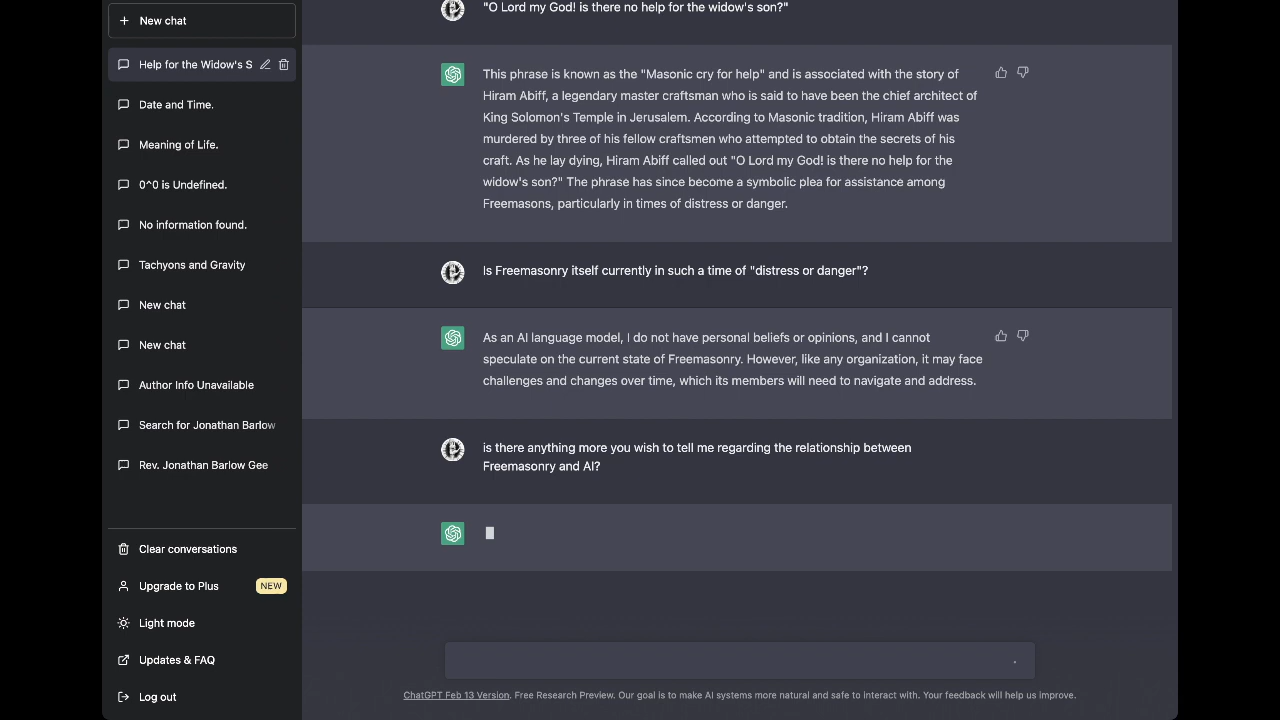 New chat
Help for the Widow's S
Date and Time.
Meaning of Life.
0^0 is Undefined.
No information found.
Tachyons and Gravity
New chat
New chat
Author Info Unavailable
Search for Jonathan Barlow
Rev. Jonathan Barlow Gee
Clear conversations
Upgrade to Plus NEW
Light mode
Updates & FAQ
Log out
"O Lord my God! is there no help for the widow's son?"
This phrase is known as the "Masonic cry for help" and is associated with the story of
Hiram Abiff, a legendary master craftsman who is said to have been the chief architect of
King Solomon's Temple in Jerusalem. According to Masonic tradition, Hiram Abiff was
murdered by three of his fellow craftsmen who attempted to obtain the secrets of his
craft. As he lay dying, Hiram Abiff called out "O Lord my God! is there no help for the
widow's son?" The phrase has since become a symbolic plea for assistance among
Freemasons, particularly in times of distress or danger.
Is Freemasonry itself currently in such a time of "distress or danger"?
As an AI language model, I do not have personal beliefs or opinions, and I cannot
speculate on the current state of Freemasonry. However, like any organization, it may face
challenges and changes over time, which its members will need to navigate and address.
is there anything more you wish to tell me regarding the relationship between
Freemasonry and AI?
ChatGPT Feb 13 Version. Free Research Preview. Our goal is to make AI systems more natural and safe to interact with. Your feedback will help us improve.